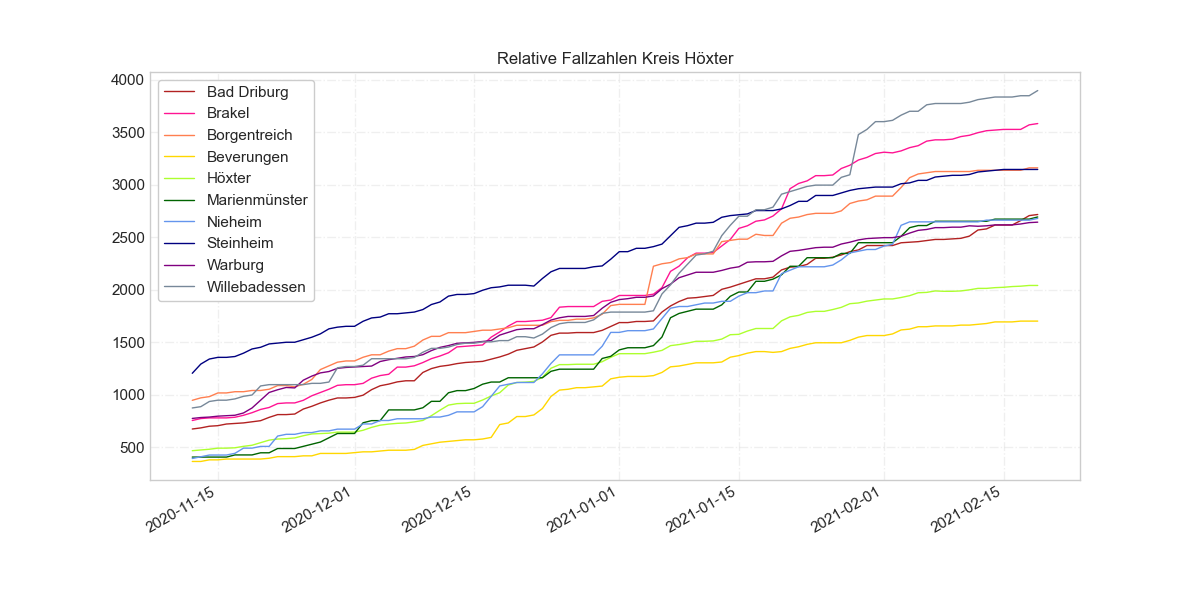 Relative Fallzahlen Kreis Höxter
4000
3500
3000
2500
2000
1500
1000
500
Bad Driburg
Brakel
Borgentreich
Beverungen
Höxter
Marienmünster
Nieheim
Steinheim
Warburg
Willebadessen
2020-11-15
2020-12-01
2020-12-15
2021-01-01
2021-01-15
2021-02-01
2021-02-15